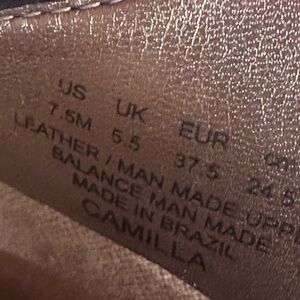 US UK EUR
7.5M 5.5 37.5 24.5
LEATHER / MAN MADE UPP
BALANCE MAN MADE
MADE IN BRAZIL
CAMILLA